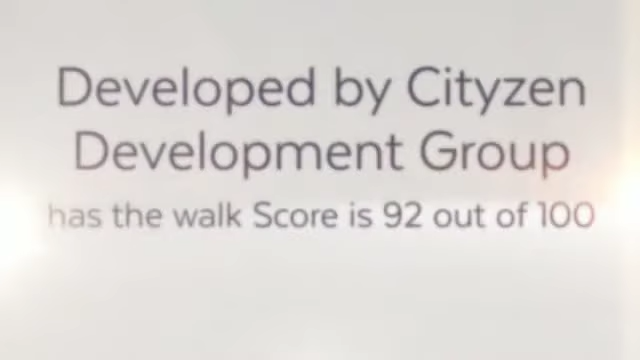 Developed by Cityzen
Development Group
has the walk Score is 92 out of 100